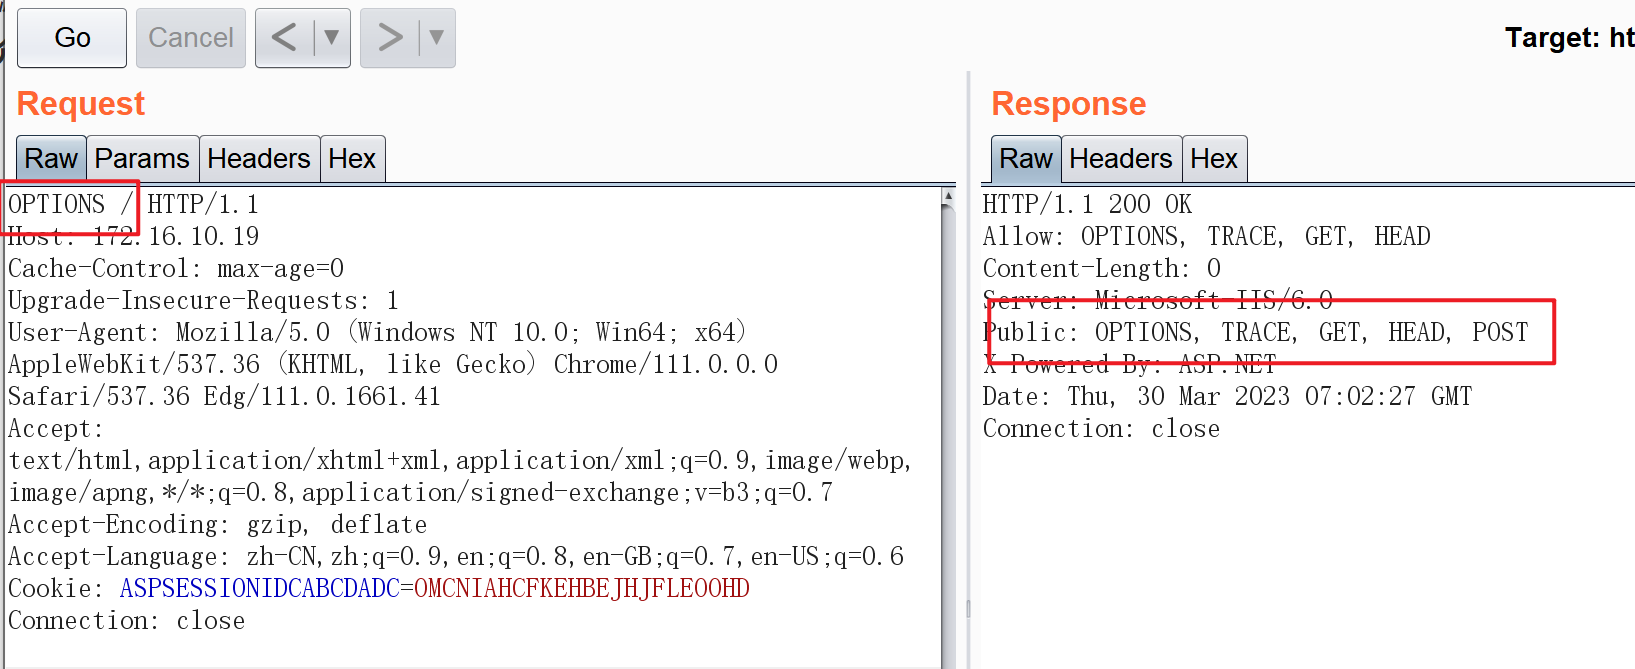 Go
Cancel
<
>
Target: ht
Request
Raw
Params
Headers
Hex
OPTIONS / HTTP/1.1
Host: 172.16.10.19
Cache-Control: max-age=0
Upgrade-Insecure-Requests: 1
User-Agent: Mozilla/5.0 (Windows NT 10.0; Win64; x64)
AppleWebKit/537.36 (KHTML, like Gecko) Chrome/111.0.0.0
Safari/537.36 Edg/111.0.1661.41
Accept:
text/html,application/xhtml+xml,application/xml;q=0.9,image/webp,
image/apng,*/*;q=0.8,application/signed-exchange;v=b3;q=0.7
Accept-Encoding: gzip, deflate
Accept-Language: zh-CN,zh;q=0.9,en;q=0.8,en-GB;q=0.7,en-US;q=0.6
Cookie: ASPSESSIONIDCABCDADC=OMCNIAHCFKEHBEJHJFLEOOHD
Connection: close
Response
Raw
Headers
Hex
HTTP/1.1 200 OK
Allow: OPTIONS, TRACE, GET, HEAD
Content-Length: 0
Server: Microsoft-IIS/6.0
Public: OPTIONS, TRACE, GET, HEAD, POST
X-Powered-By: ASP.NET
Date: Thu, 30 Mar 2023 07:02:27 GMT
Connection: close